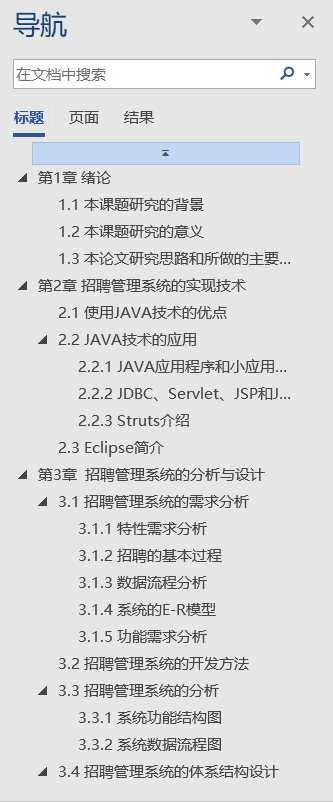 导航
在文档中搜索
标题 页面 结果
第1章 绪论
1.1 本课题研究的背景
1.2 本课题研究的意义
1.3 本论文研究思路和所做的主要...
第2章 招聘管理系统的实现技术
2.1 使用JAVA技术的优点
2.2 JAVA技术的应用
2.2.1 JAVA应用程序和小应用...
2.2.2 JDBC、Servlet、JSP和J...
2.2.3 Struts介绍
2.3 Eclipse简介
第3章  招聘管理系统的分析与设计
3.1 招聘管理系统的需求分析
3.1.1 特性需求分析
3.1.2 招聘的基本过程
3.1.3 数据流程分析
3.1.4 系统的E-R模型
3.1.5 功能需求分析
3.2 招聘管理系统的开发方法
3.3 招聘管理系统的分析
3.3.1 系统功能结构图
3.3.2 系统数据流程图
3.4 招聘管理系统的体系结构设计